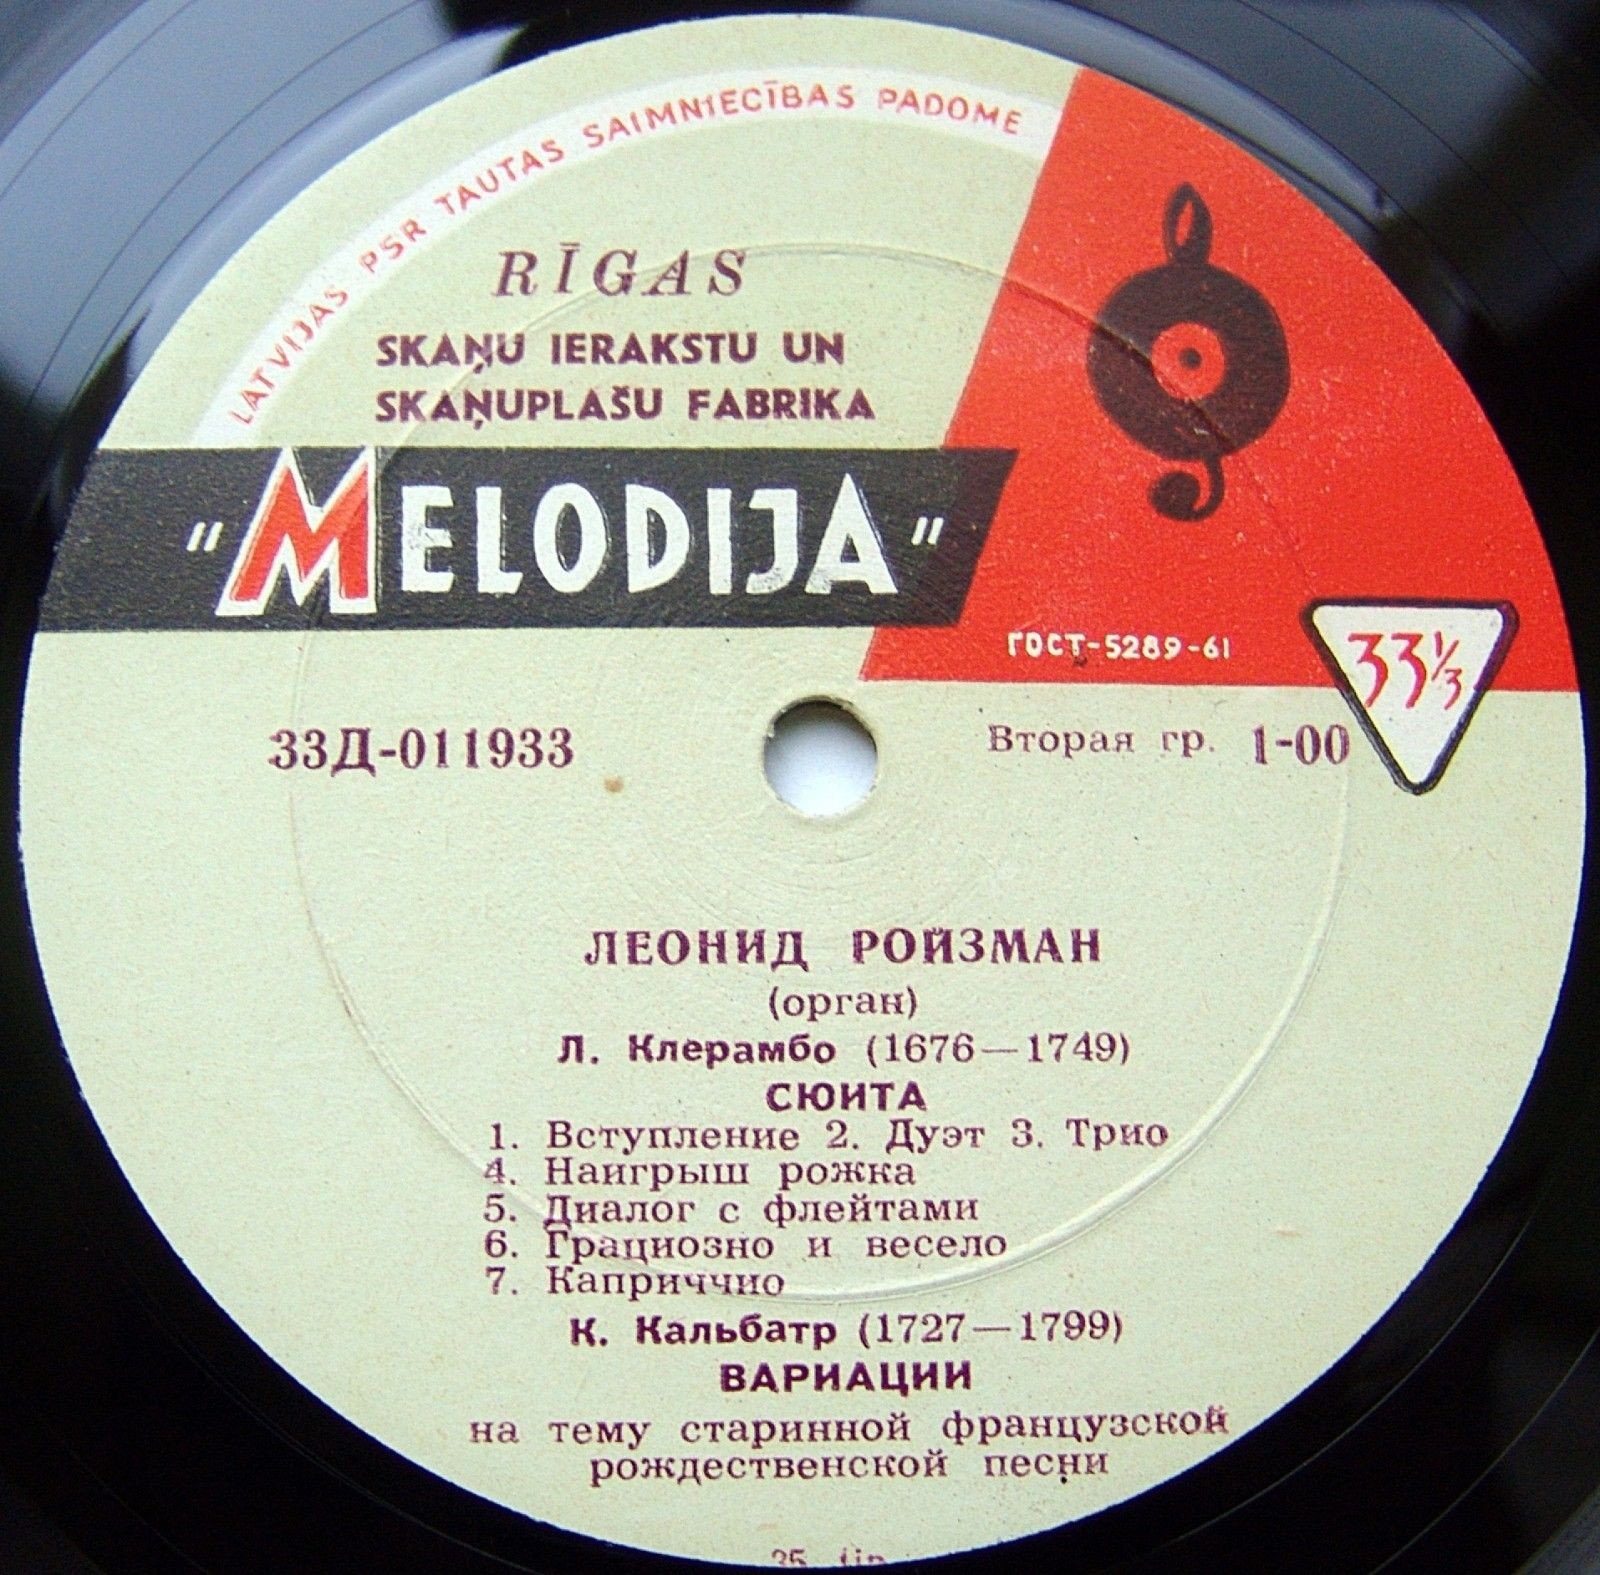 LATVIJAS PSR TAUTAS SAIMNIECĪBAS PADOME
RĪGAS
SKAŅU IERAKSTU UN
SKAŅUPLAŠU FABRIKA
"MELODIJA"
ГОСТ-5289-61
33⅓
33Д-011933
Вторая гр. 1-00
ЛЕОНИД РОЙЗМАН
(орган)
Л. Клерамбо (1676—1749)
СЮИТА
1. Вступление 2. Дуэт 3. Трио
4. Наигрыш рожка
5. Диалог с флейтами
6. Грациозно и весело
7. Каприччио
К. Кальбатр (1727—1799)
ВАРИАЦИИ
на тему старинной французской
рождественской песни